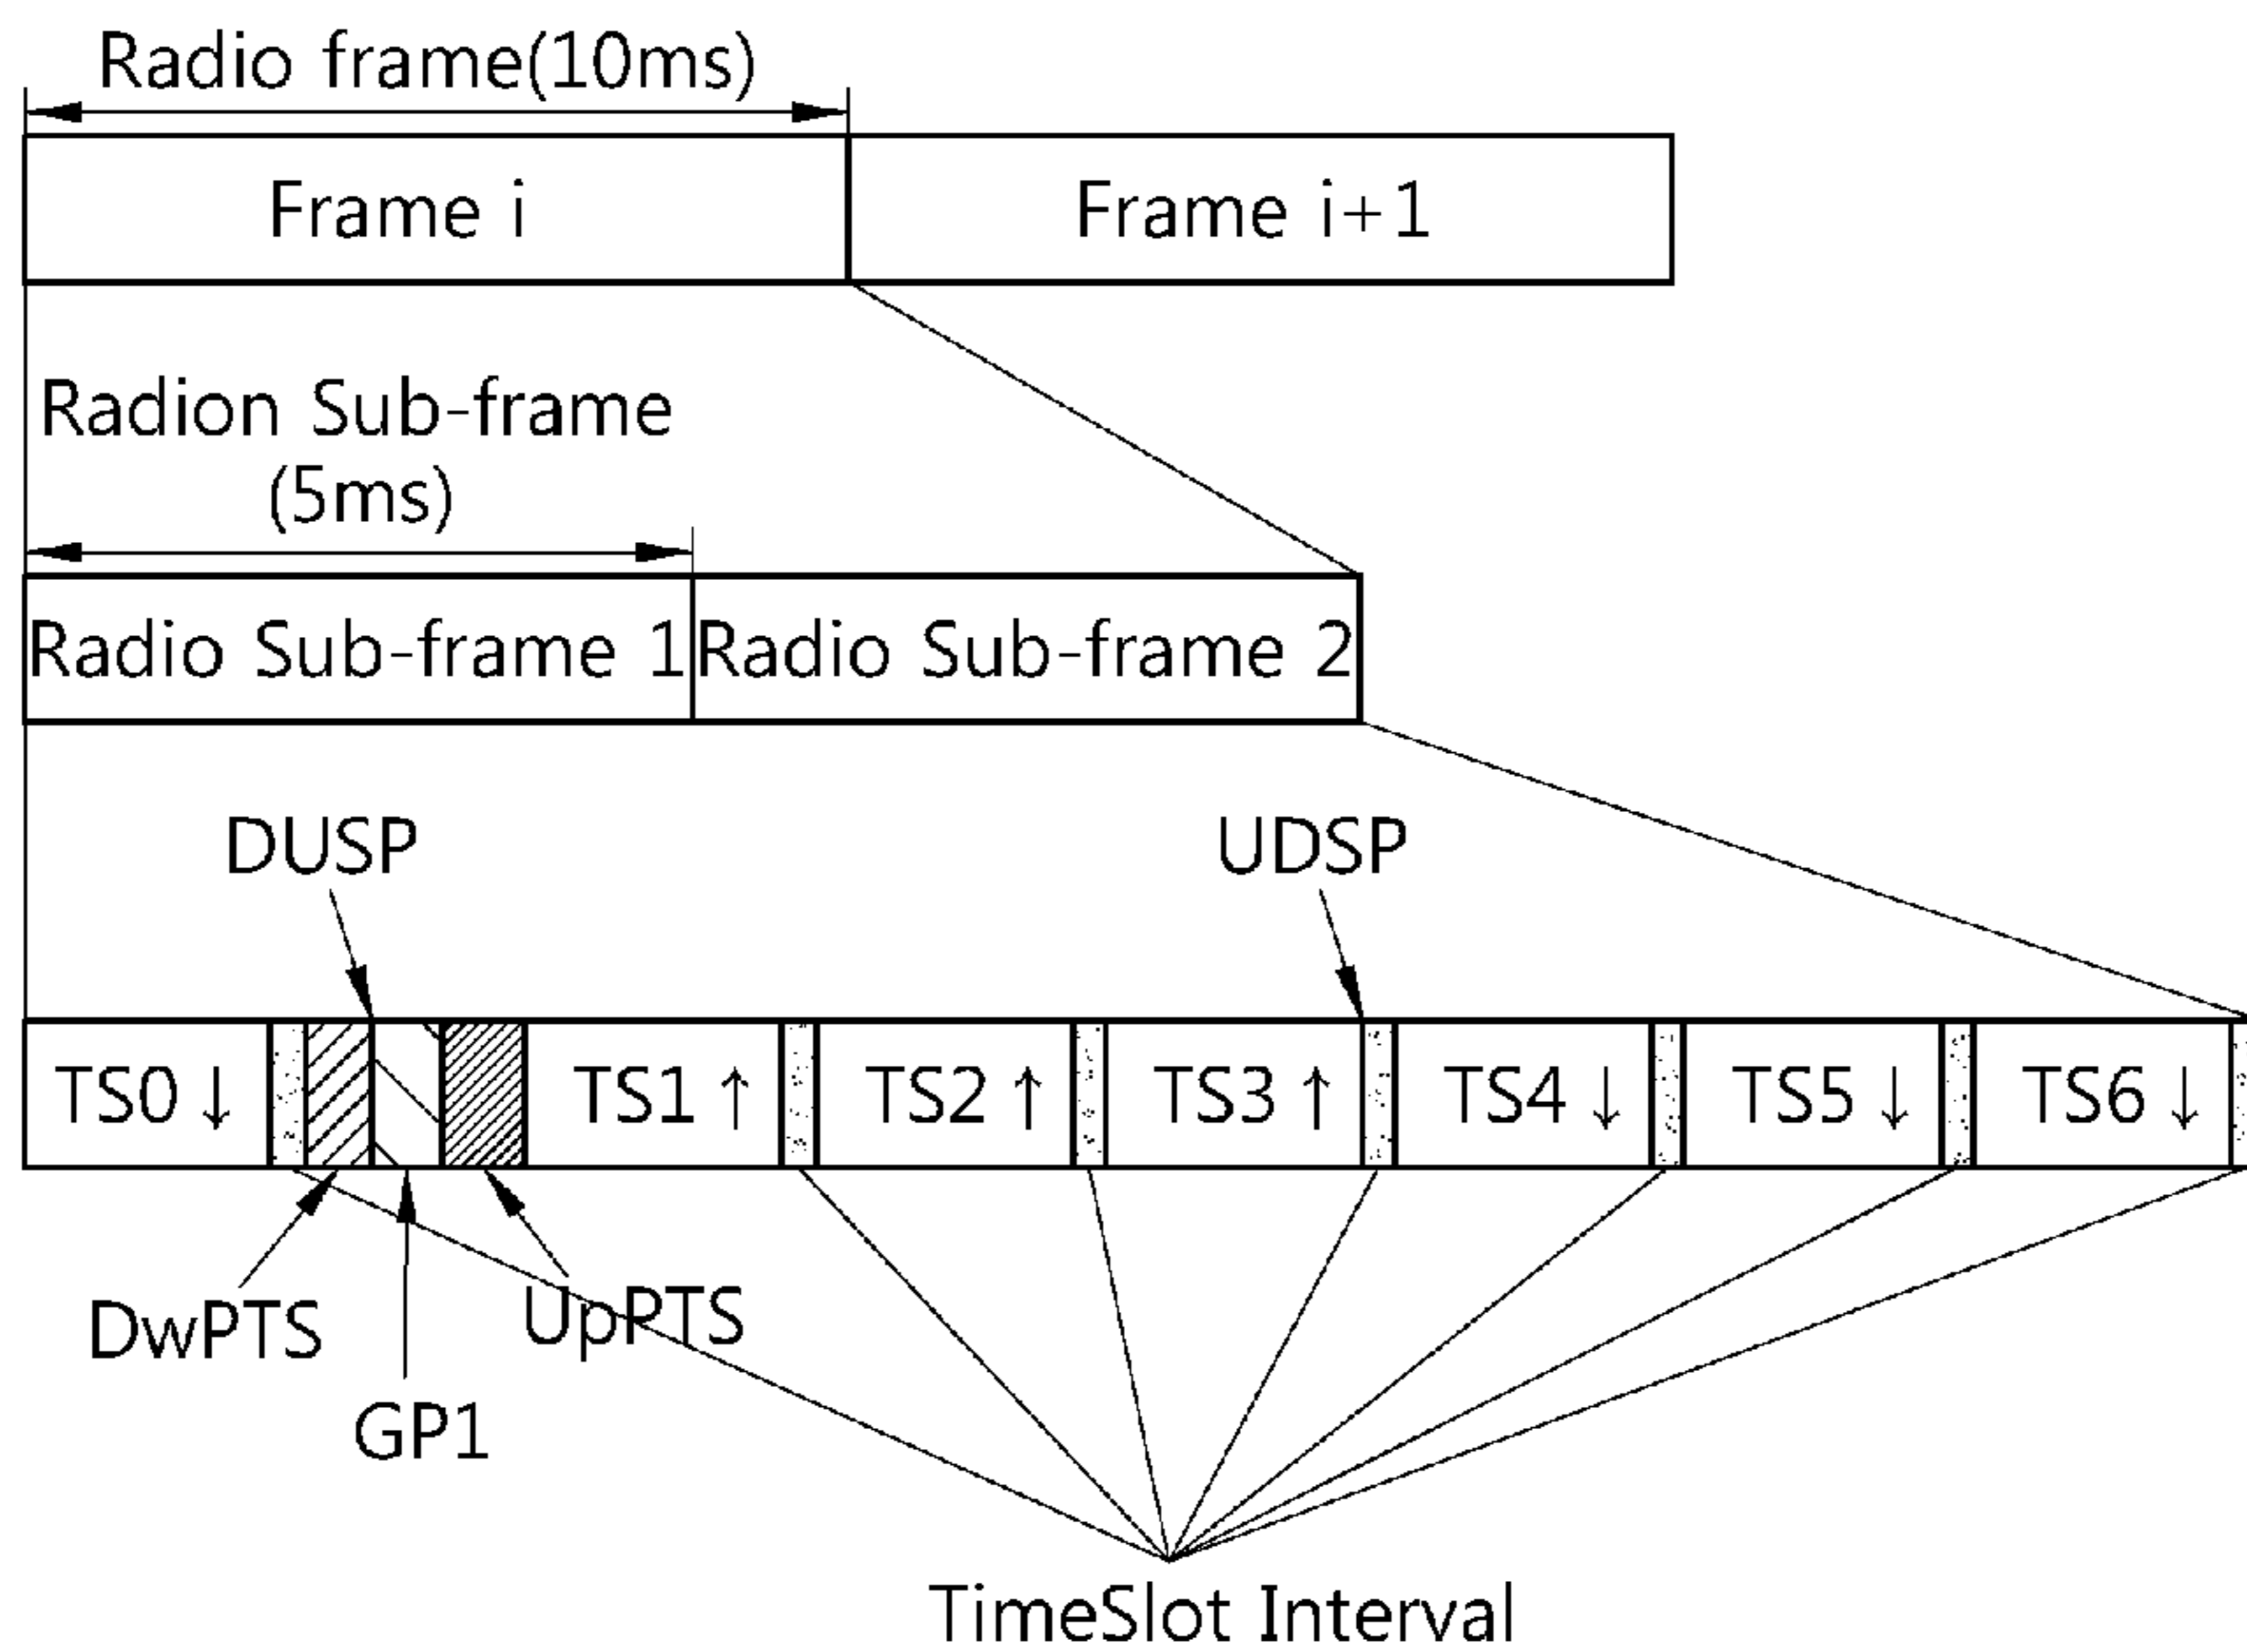 Radio frame(10ms)
Frame i
Frame i+1
Radion Sub-frame
(5ms)
Radio Sub-frame 1
Radio Sub-frame 2
DUSP
UDSP
TS0 ↓
TS1 ↑
TS2 ↑
TS3 ↑
TS4 ↓
TS5 ↓
TS6 ↓
DwPTS
UpPTS
GP1
TimeSlot Interval